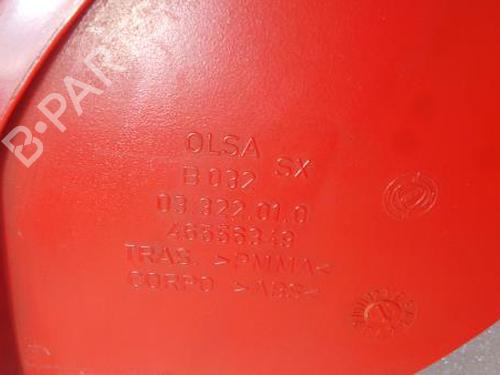 B-PARTS
OLSA SX
B 032
03.322.01.0
46556349
TRAS. >PMMA<
CORPO >ABS<